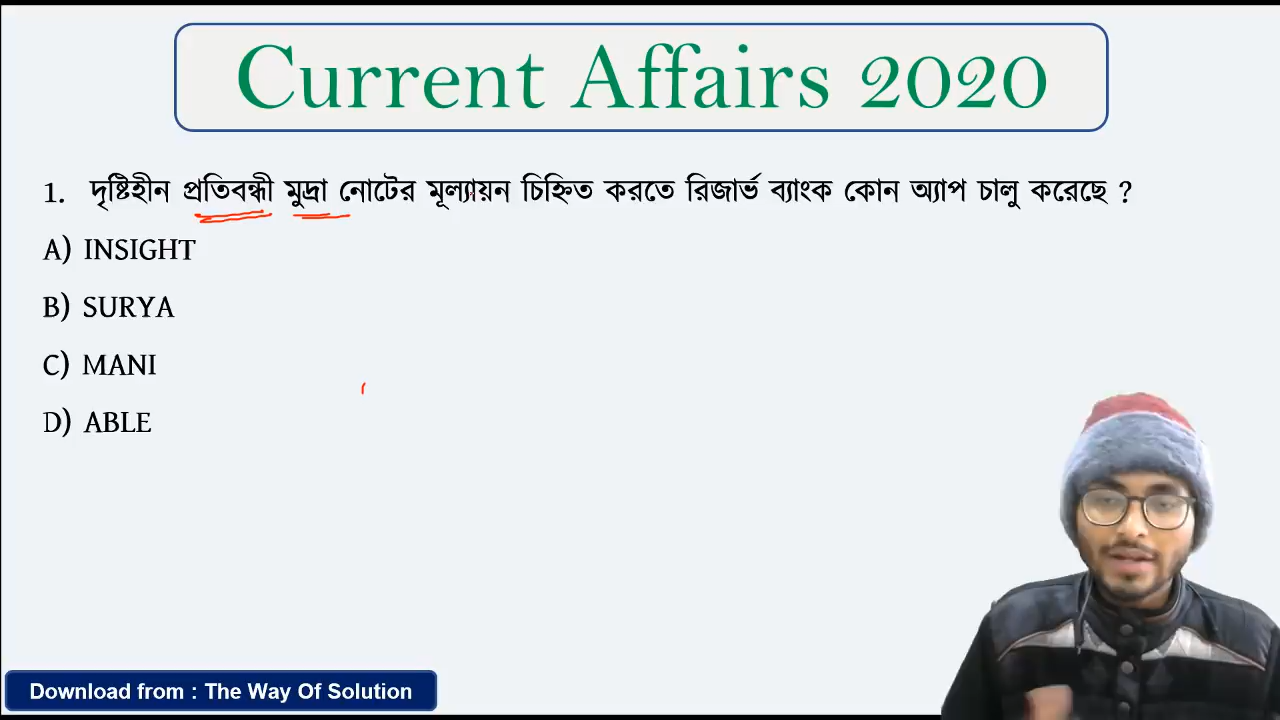 Current Affairs 2020
1. দৃষ্টিহীন প্রতিবন্ধী মুদ্রা নোটের মূল্যায়ন চিহ্নিত করতে রিজার্ভ ব্যাংক কোন অ্যাপ চালু করেছে ?
A) INSIGHT
B) SURYA
C) MANI
D) ABLE
Download from : The Way Of Solution